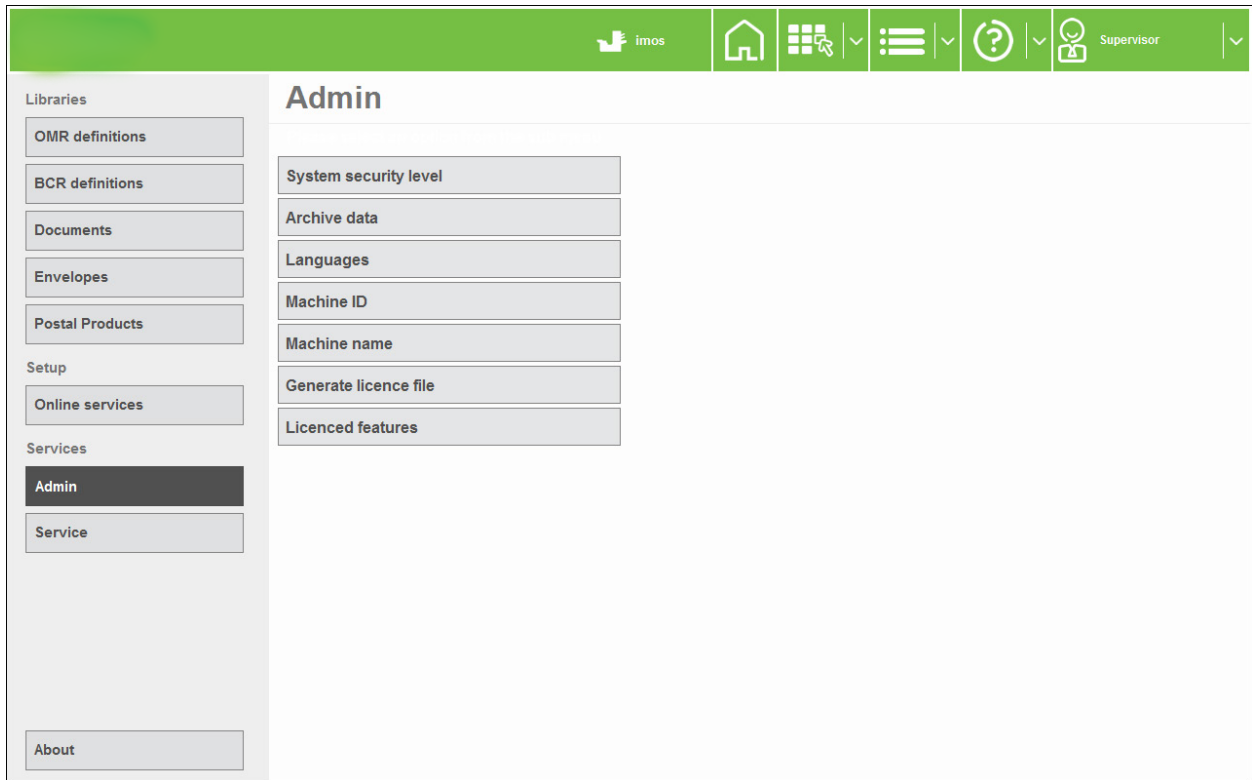 imos
Supervisor
Libraries
OMR definitions
BCR definitions
Documents
Envelopes
Postal Products
Setup
Online services
Services
Admin
Service
About
Admin
System security level
Archive data
Languages
Machine ID
Machine name
Generate licence file
Licenced features